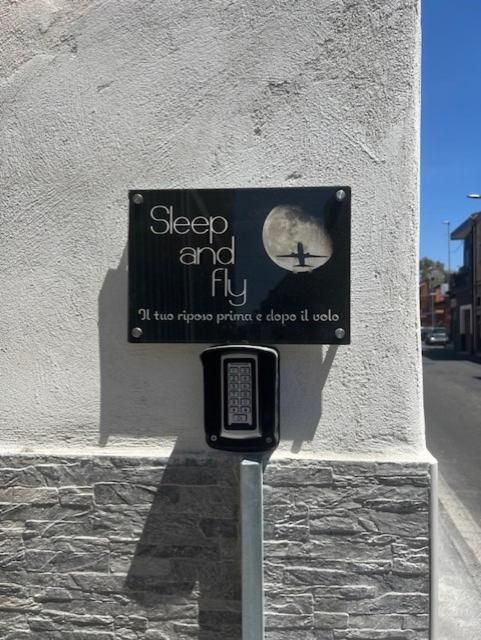 Sleep
and
fly
Il tuo riposo prima e dopo il volo